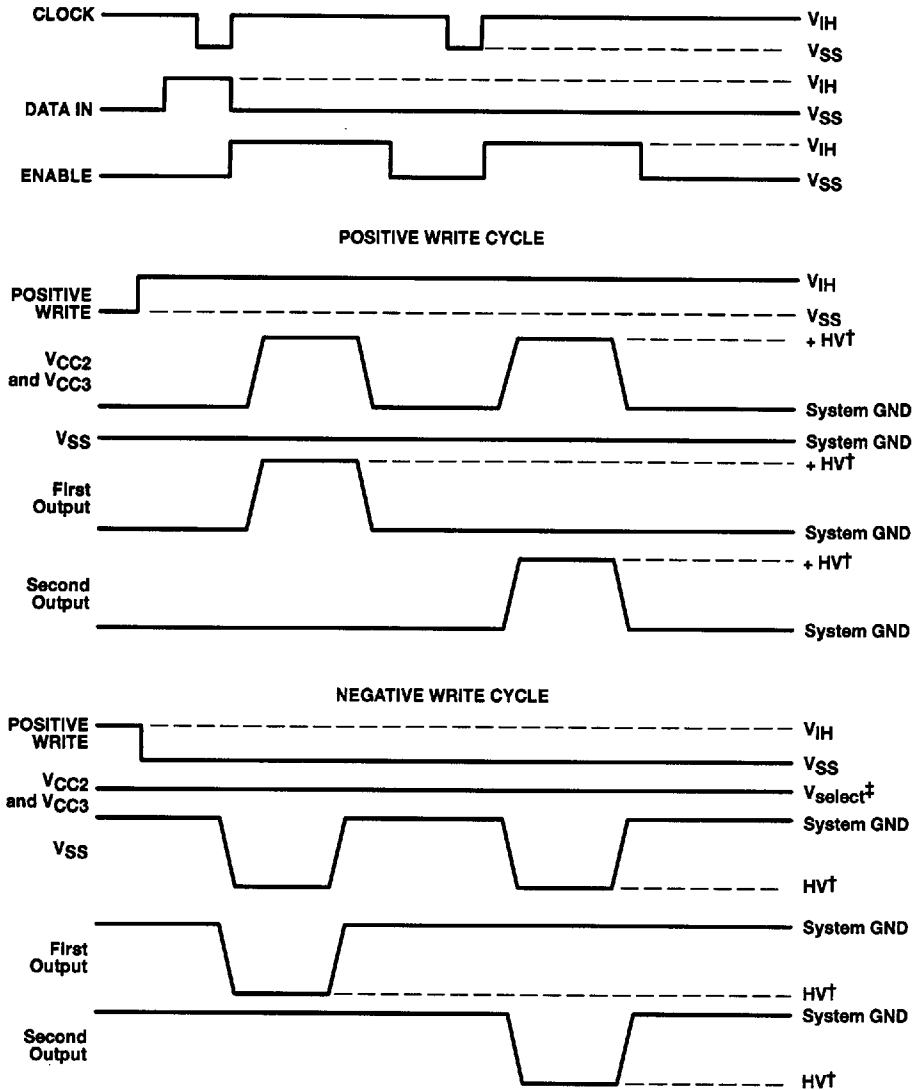 CLOCK
VIH
VSS
VIH
DATA IN
VSS
VIH
ENABLE
VSS
POSITIVE WRITE CYCLE
VIH
POSITIVE
WRITE
VSS
+ HV†
VCC2
and VCC3
System GND
VSS
System GND
+ HV†
First
Output
System GND
+ HV†
Second
Output
System GND
NEGATIVE WRITE CYCLE
POSITIVE
WRITE
VIH
VSS
VCC2
and VCC3
Vselect‡
System GND
VSS
HV†
System GND
First
Output
HV†
System GND
Second
Output
HV†